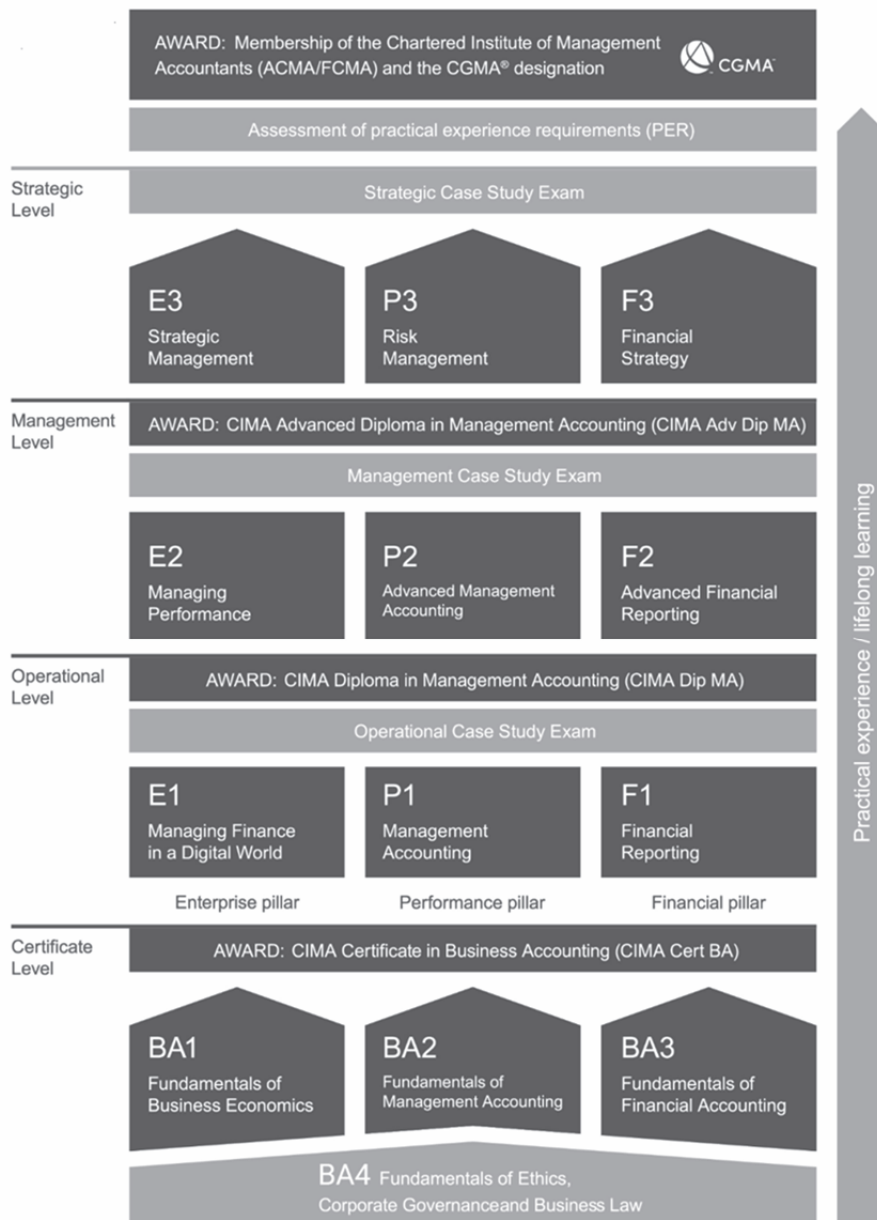 AWARD: Membership of the Chartered Institute of Management
Accountants (ACMA/FCMA) and the CGMA® designation
CGMA
Assessment of practical experience requirements (PER)
Strategic
Level
Strategic Case Study Exam
E3
Strategic
Management
P3
Risk
Management
F3
Financial
Strategy
Management
Level
AWARD: CIMA Advanced Diploma in Management Accounting (CIMA Adv Dip MA)
Management Case Study Exam
E2
Managing
Performance
P2
Advanced Management
Accounting
F2
Advanced Financial
Reporting
Operational
Level
AWARD: CIMA Diploma in Management Accounting (CIMA Dip MA)
Operational Case Study Exam
E1
Managing Finance
in a Digital World
P1
Management
Accounting
F1
Financial
Reporting
Enterprise pillar
Performance pillar
Financial pillar
Certificate
Level
AWARD: CIMA Certificate in Business Accounting (CIMA Cert BA)
BA1
Fundamentals of
Business Economics
BA2
Fundamentals of
Management Accounting
BA3
Fundamentals of
Financial Accounting
BA4 Fundamentals of Ethics,
Corporate Governanceand Business Law
Practical experience / lifelong learning